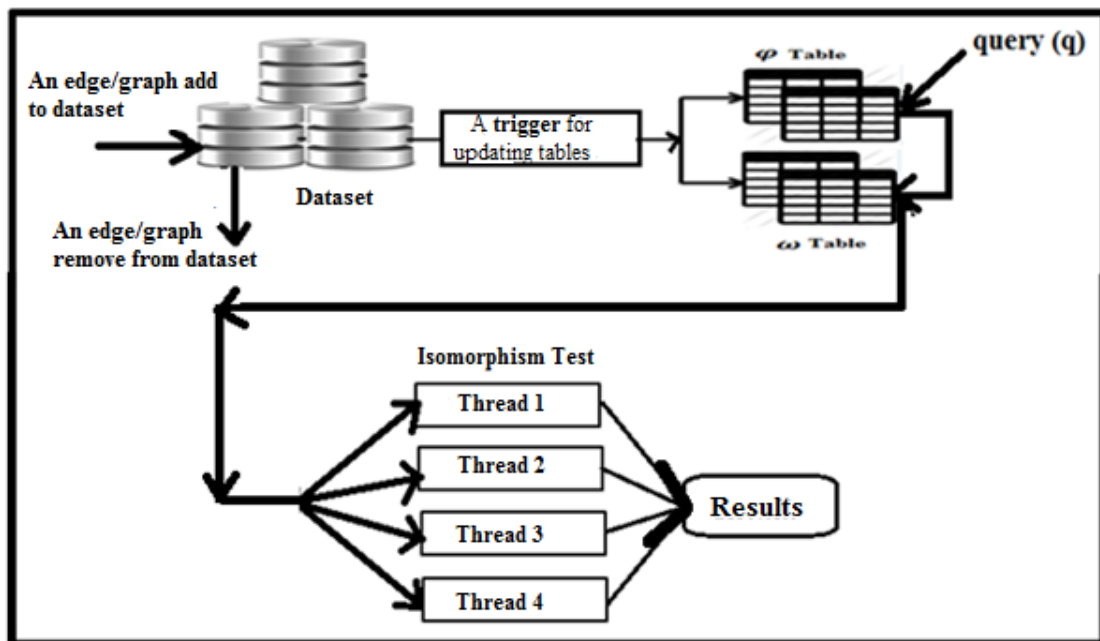 φ Table
query (q)
An edge/graph add
to dataset
A trigger for
updating tables
Dataset
An edge/graph
remove from dataset
ω Table
Isomorphism Test
Thread 1
Thread 2
Thread 3
Thread 4
Results